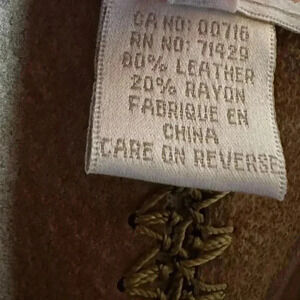 CA NO: 00716
RN NO: 71429
80% LEATHER
20% RAYON
FABRIQUE EN
CHINA
CARE ON REVERSE